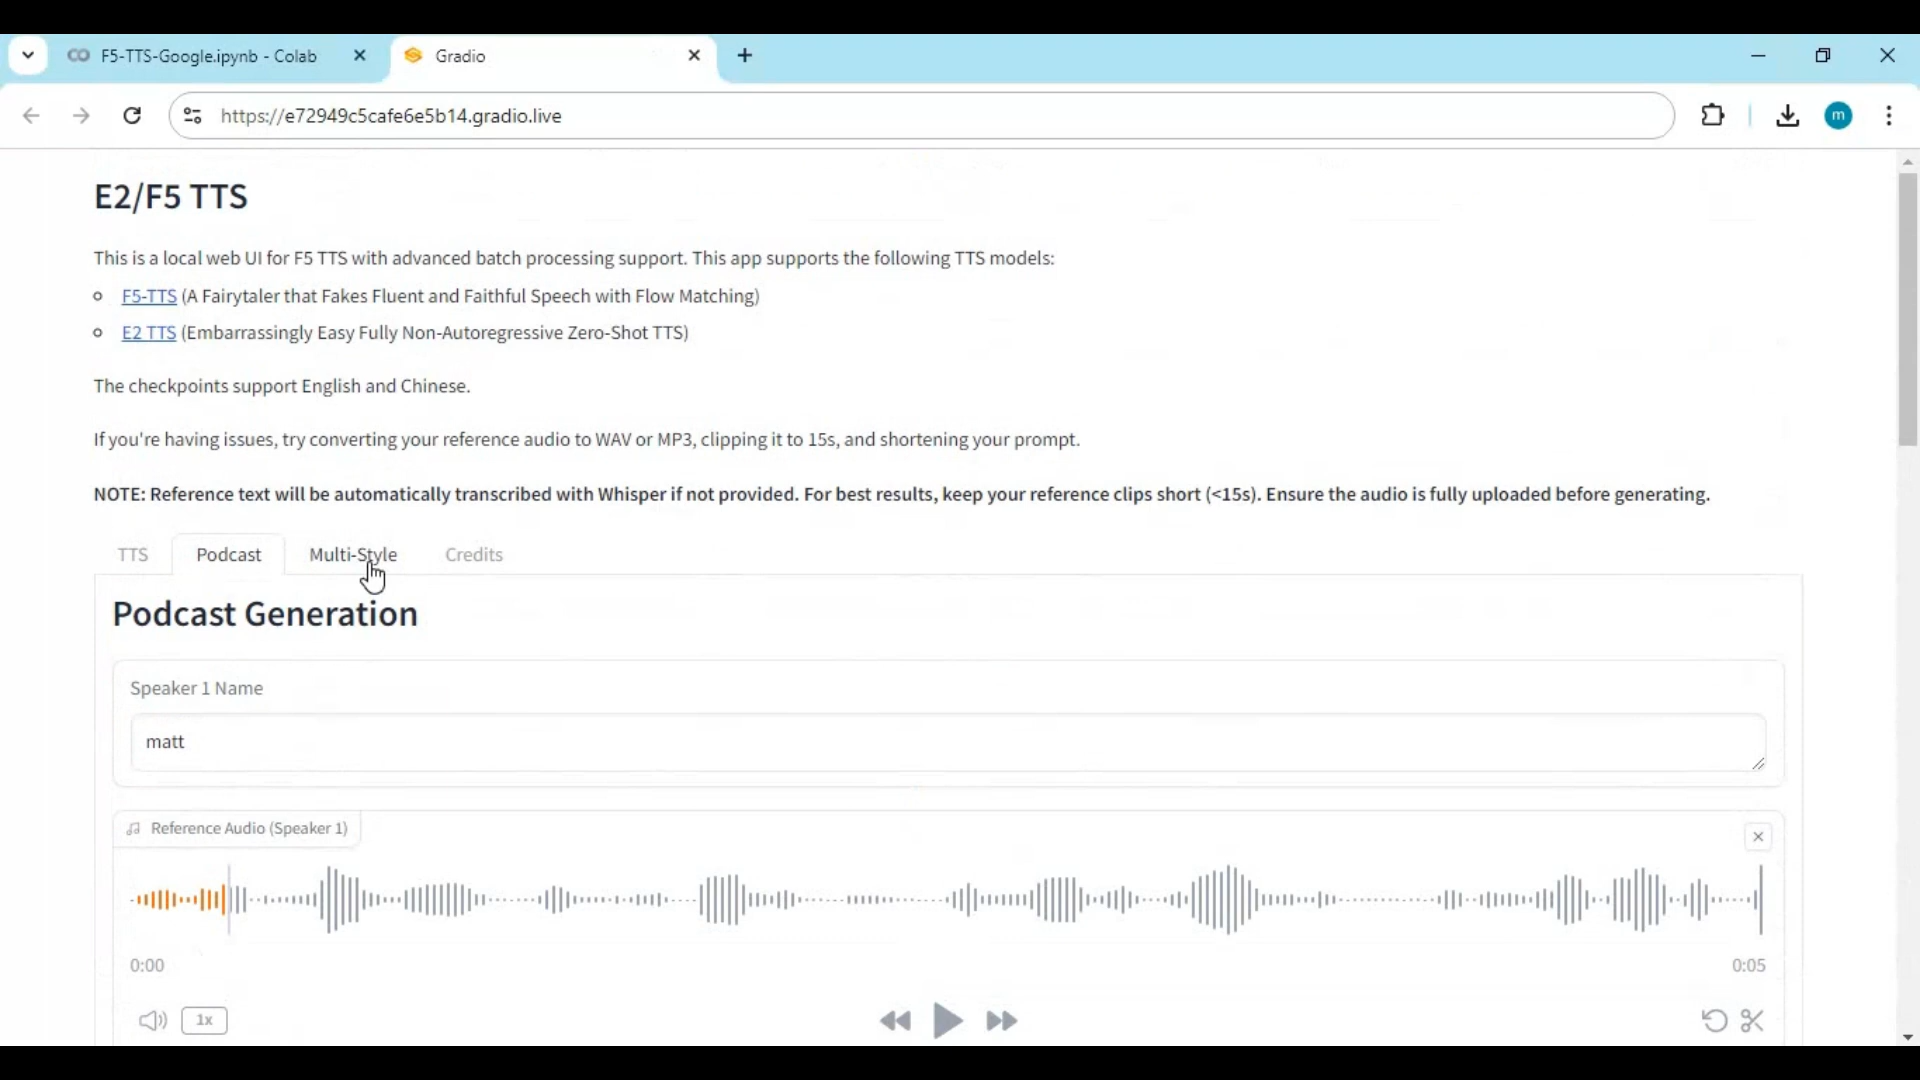 F5-TTS-Google.ipynb - Colab
Gradio
https://e72949c5cafe6e5b14.gradio.live
m
E2/F5 TTS
This is a local web UI for F5 TTS with advanced batch processing support. This app supports the following TTS models:
F5-TTS (A Fairytaler that Fakes Fluent and Faithful Speech with Flow Matching)
E2 TTS (Embarrassingly Easy Fully Non-Autoregressive Zero-Shot TTS)
The checkpoints support English and Chinese.
If you're having issues, try converting your reference audio to WAV or MP3, clipping it to 15s, and shortening your prompt.
NOTE: Reference text will be automatically transcribed with Whisper if not provided. For best results, keep your reference clips short (<15s). Ensure the audio is fully uploaded before generating.
TTS Podcast Multi-Style Credits
Podcast Generation
Speaker 1 Name
matt
Reference Audio (Speaker 1)
0:00 0:05
1x